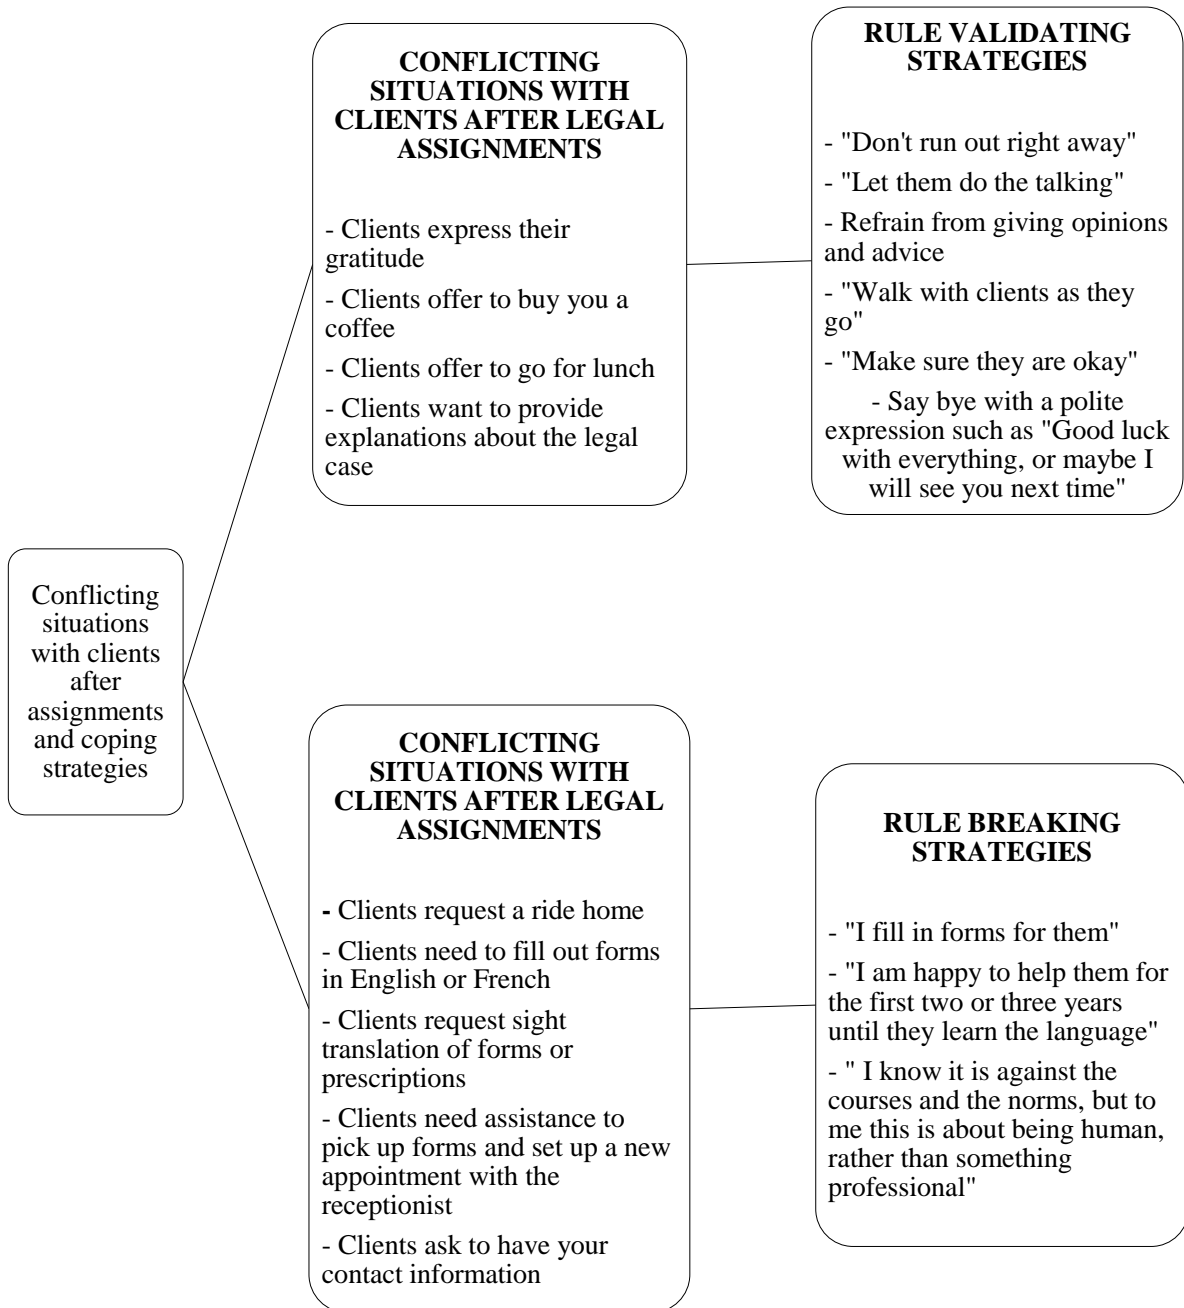 Conflicting
situations
with clients
after
assignments
and coping
strategies
CONFLICTING
SITUATIONS WITH
CLIENTS AFTER LEGAL
ASSIGNMENTS
- Clients express their
gratitude
- Clients offer to buy you a
coffee
- Clients offer to go for lunch
- Clients want to provide
explanations about the legal
case
RULE VALIDATING
STRATEGIES
- "Don't run out right away"
- "Let them do the talking"
- Refrain from giving opinions
and advice
- "Walk with clients as they
go"
- "Make sure they are okay"
- Say bye with a polite
expression such as "Good luck
with everything, or maybe I
will see you next time"
CONFLICTING
SITUATIONS WITH
CLIENTS AFTER LEGAL
ASSIGNMENTS
- Clients request a ride home
- Clients need to fill out forms
in English or French
- Clients request sight
translation of forms or
prescriptions
- Clients need assistance to
pick up forms and set up a new
appointment with the
receptionist
- Clients ask to have your
contact information
RULE BREAKING
STRATEGIES
- "I fill in forms for them"
- "I am happy to help them for
the first two or three years
until they learn the language"
- " I know it is against the
courses and the norms, but to
me this is about being human,
rather than something
professional"